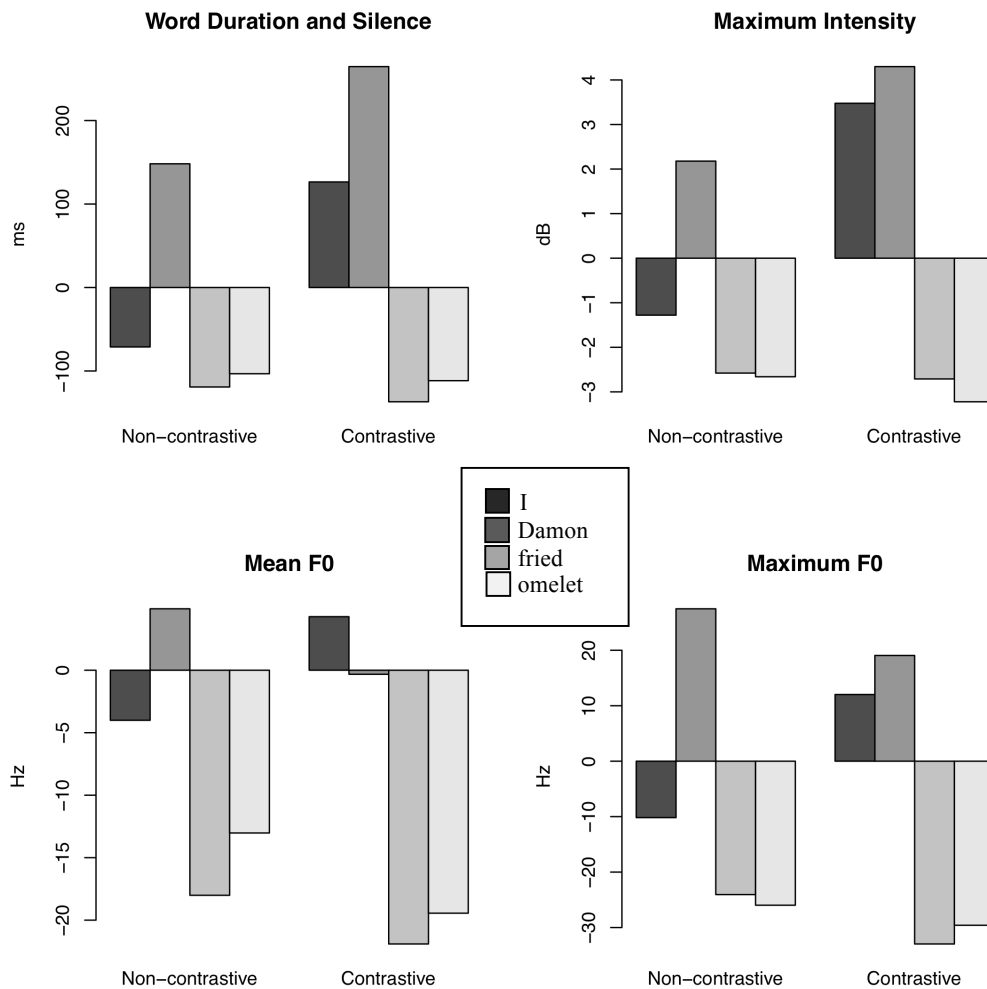 Word Duration and Silence
ms
200
100
0
−100
Non−contrastive
Contrastive
Maximum Intensity
dB
4
3
2
1
0
−1
−2
−3
Non−contrastive
Contrastive
I
Damon
fried
omelet
Mean F0
Hz
0
−5
−10
−15
−20
Non−contrastive
Contrastive
Maximum F0
Hz
20
10
0
−10
−20
−30
Non−contrastive
Contrastive